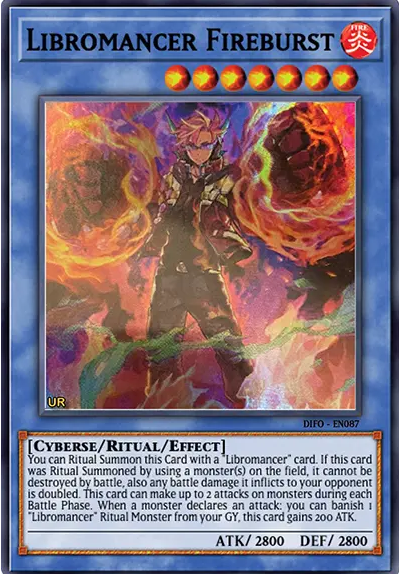 LIBROMANCER FIREBURST
FIRE
炎
UR
DIFO - EN087
[CYBERSE/RITUAL/EFFECT]
You can Ritual Summon this Card with a "Libromancer" card. If this
card was Ritual Summoned by using a monster(s) on the field, it cannot be
destroyed by battle, also any battle damage it inflicts to your opponent
is doubled. This card can make up to 2 attacks on monsters during each
Battle Phase. When a monster declares an attack: you can banish 1
"Libromancer" Ritual Monster from your GY, this card gains 200 ATK.
ATK/ 2800 DEF/ 2800